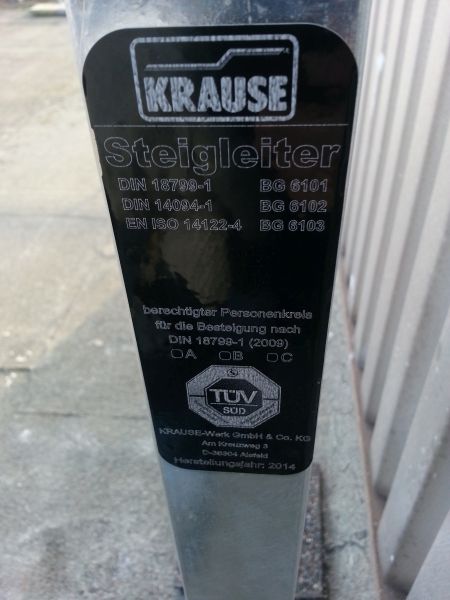 KRAUSE
Steigleiter
DIN 18799-1 BG 6101
DIN 14094-1 BG 6102
EN ISO 14122-4 BG 6103
berechtigter Personenkreis
für die Besteigung nach
DIN 18799-1 (2009)
A B C
TÜV
SÜD
KRAUSE-Werk GmbH & Co. KG
Am Kreuzweg 3
D-36304 Alsfeld
Herstellungsjahr: 2014